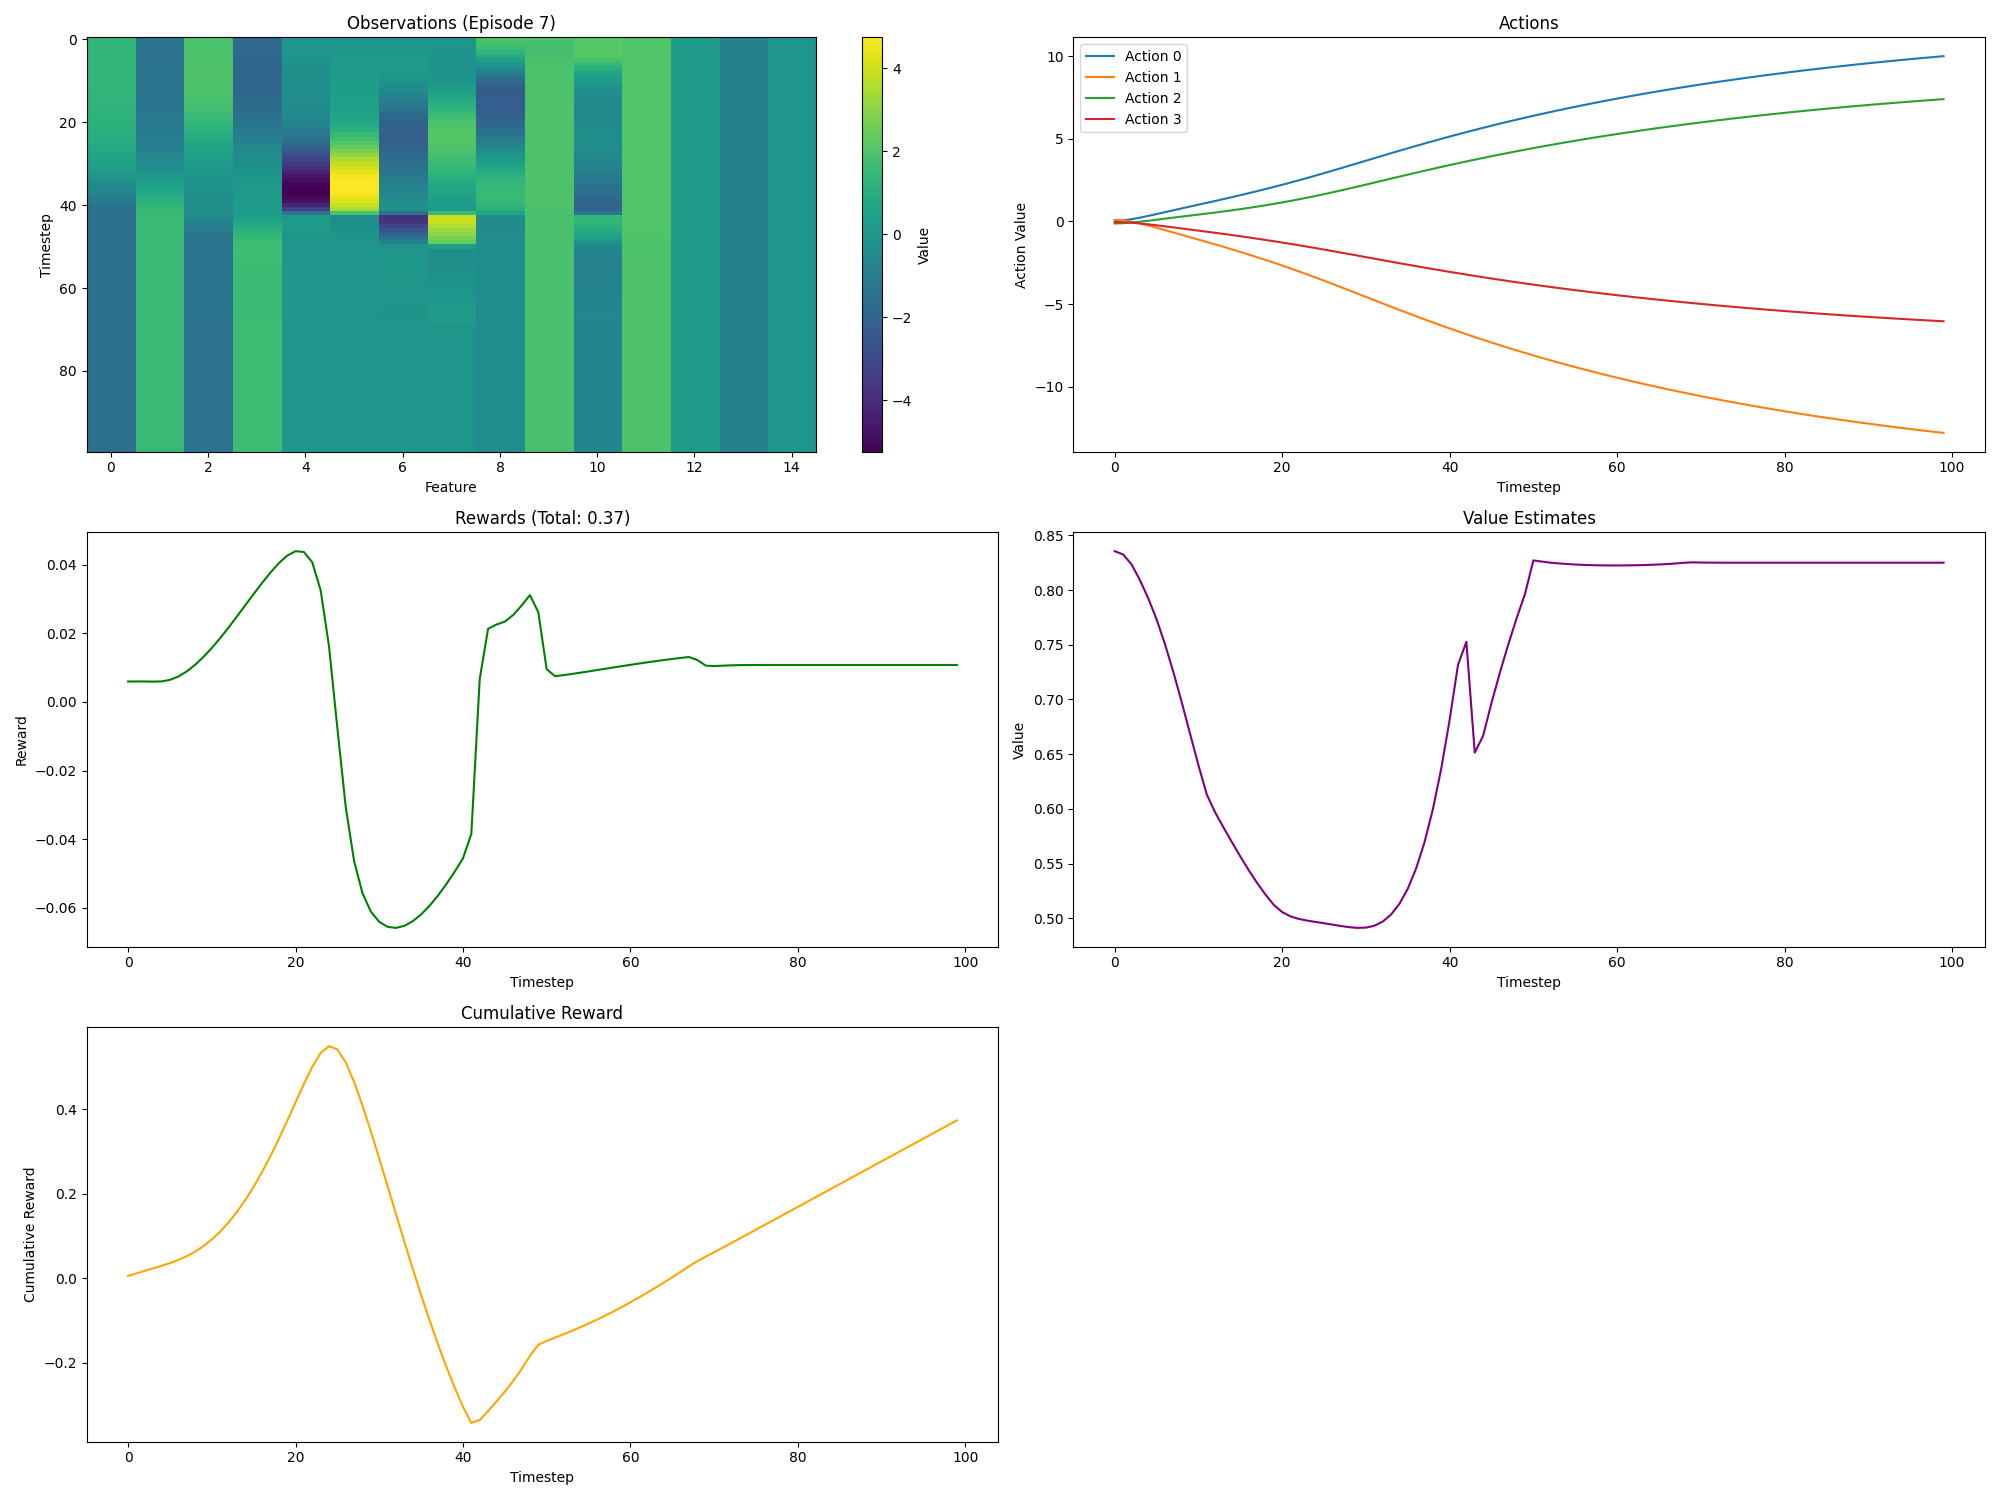 Observations (Episode 7)
0
20
40
60
80
Timestep
0 2 4 6 8 10 12 14
Feature
4
2
0
−2
−4
Value
Actions
Action 0
Action 1
Action 2
Action 3
10
5
0
−5
−10
Action Value
0 20 40 60 80 100
Timestep
Rewards (Total: 0.37)
0.04
0.02
0.00
−0.02
−0.04
−0.06
Reward
0 20 40 60 80 100
Timestep
Value Estimates
0.85
0.80
0.75
0.70
0.65
0.60
0.55
0.50
Value
0 20 40 60 80 100
Timestep
Cumulative Reward
0.4
0.2
0.0
−0.2
Cumulative Reward
0 20 40 60 80 100
Timestep